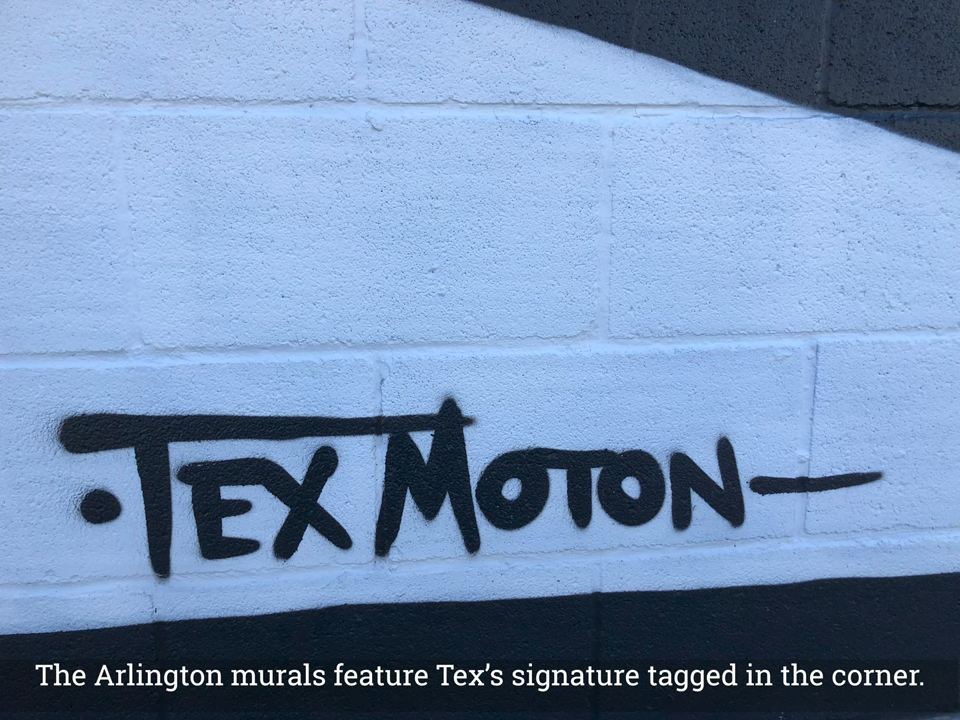 TEX MOTON
The Arlington murals feature Tex’s signature tagged in the corner.